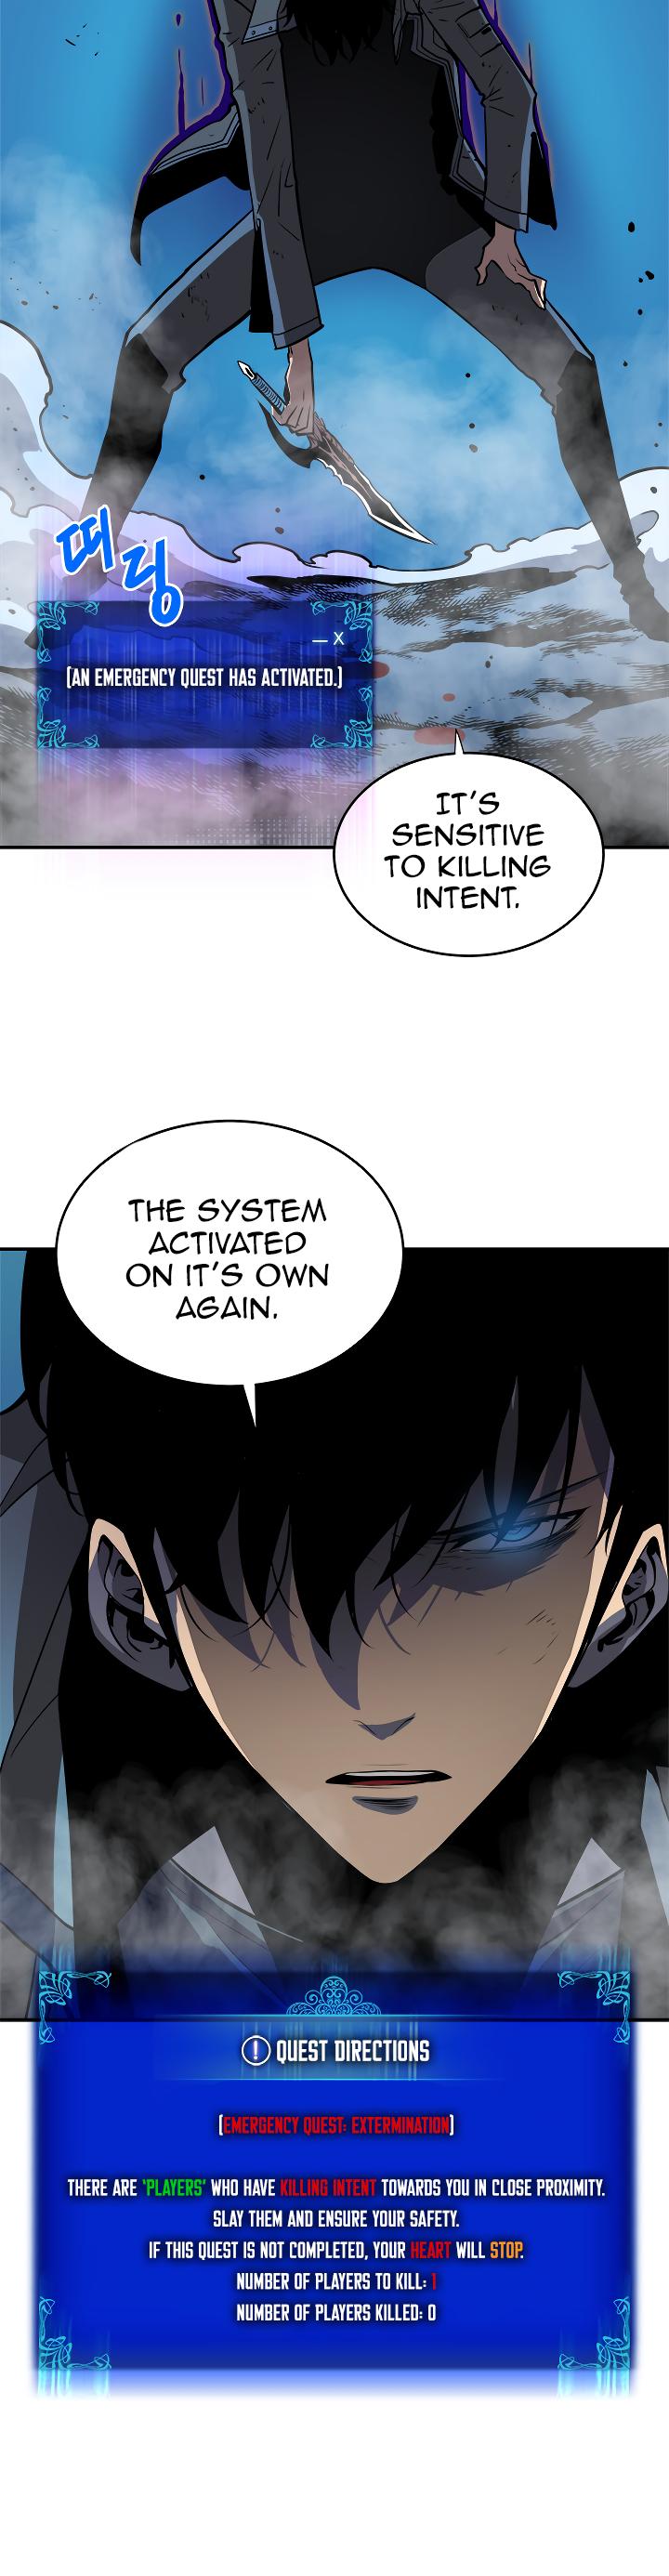 띠링
— X
[AN EMERGENCY QUEST HAS ACTIVATED.]
IT'S
SENSITIVE
TO KILLING
INTENT.
THE SYSTEM
ACTIVATED
ON IT'S OWN
AGAIN.
! QUEST DIRECTIONS
[EMERGENCY QUEST: EXTERMINATION]
THERE ARE 'PLAYERS' WHO HAVE KILLING INTENT TOWARDS YOU IN CLOSE PROXIMITY.
SLAY THEM AND ENSURE YOUR SAFETY.
IF THIS QUEST IS NOT COMPLETED, YOUR HEART WILL STOP.
NUMBER OF PLAYERS TO KILL: 1
NUMBER OF PLAYERS KILLED: 0